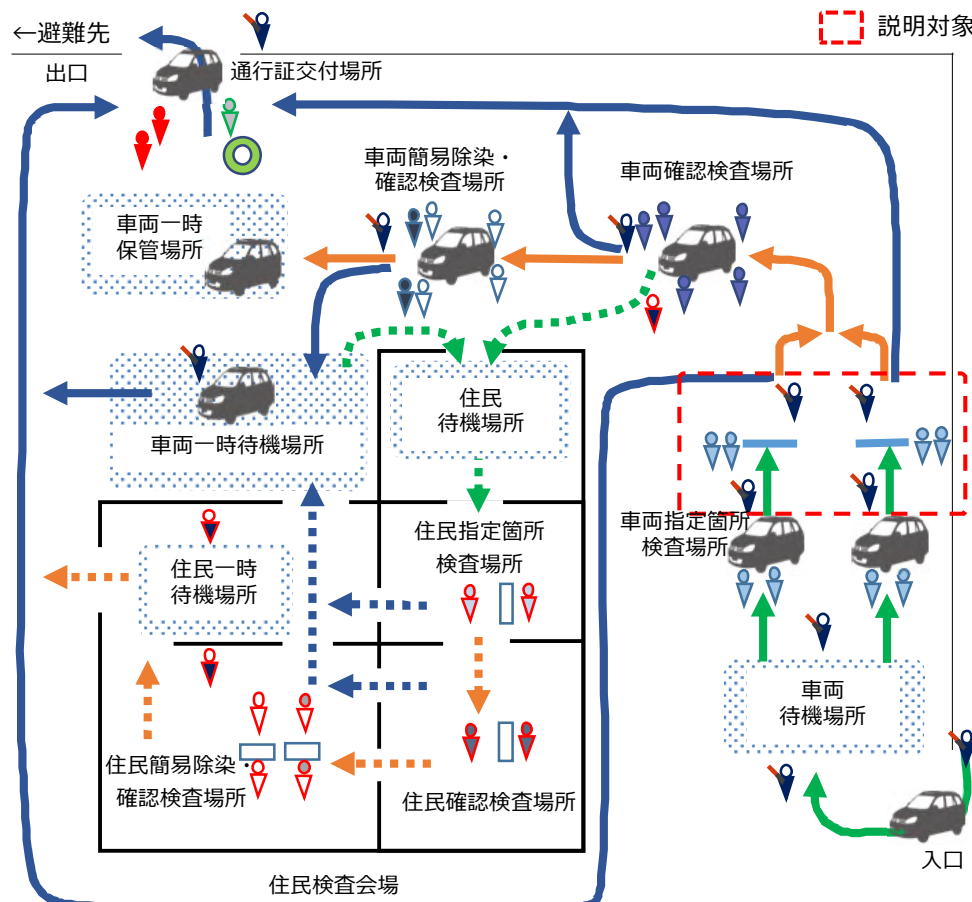 ←避難先
説明対象
出口
通行証交付場所
車両簡易除染・
確認検査場所
車両確認検査場所
車両一時
保管場所
住民
待機場所
車両一時待機場所
車両指定箇所
検査場所
住民指定箇所
検査場所
住民一時
待機場所
車両
待機場所
住民簡易除染・
確認検査場所
住民確認検査場所
入口
住民検査会場